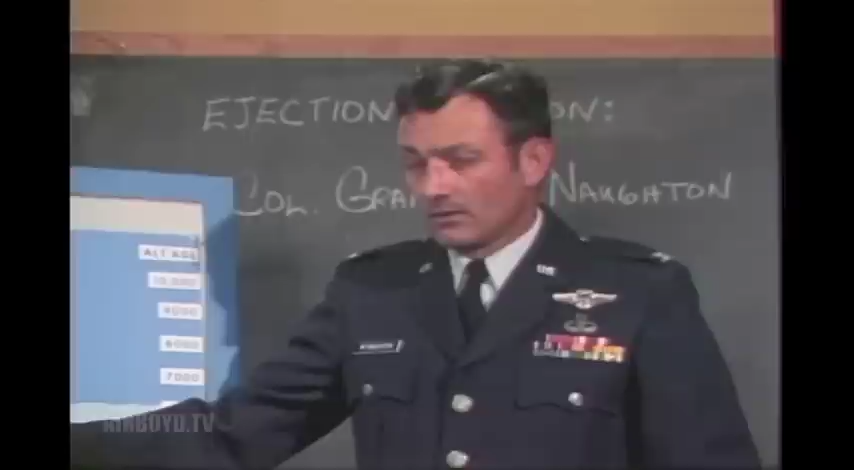 EJECTION ON:
COL. GRA NAUGHTON
ALT AGL
10,000
9000
8000
7000
AIRBOYD.TV